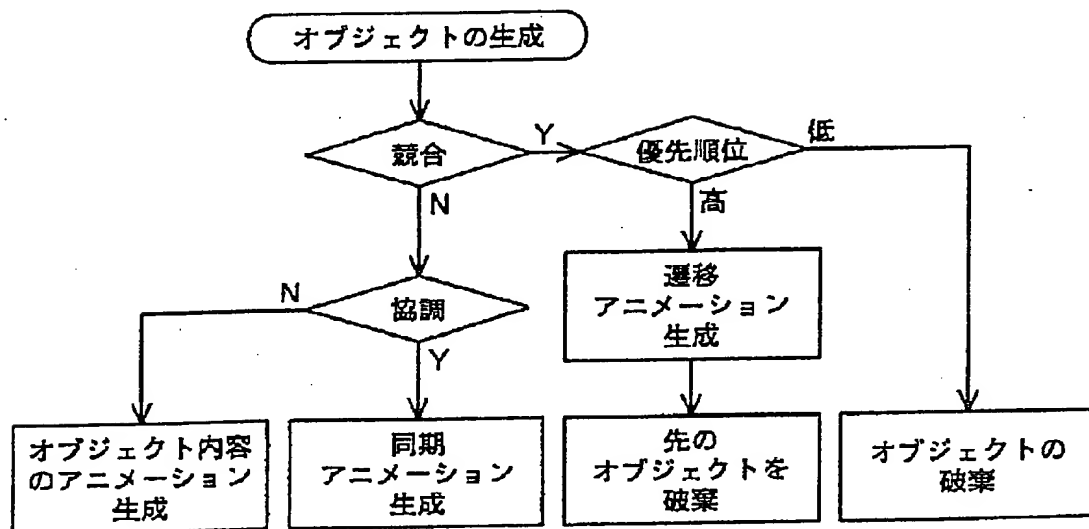 オブジェクトの生成
競合
Y
優先順位
低
N
高
協調
N
Y
遷移
アニメーション
生成
オブジェクト内容
のアニメーション
生成
同期
アニメーション
生成
先の
オブジェクトを
破棄
オブジェクトの
破棄